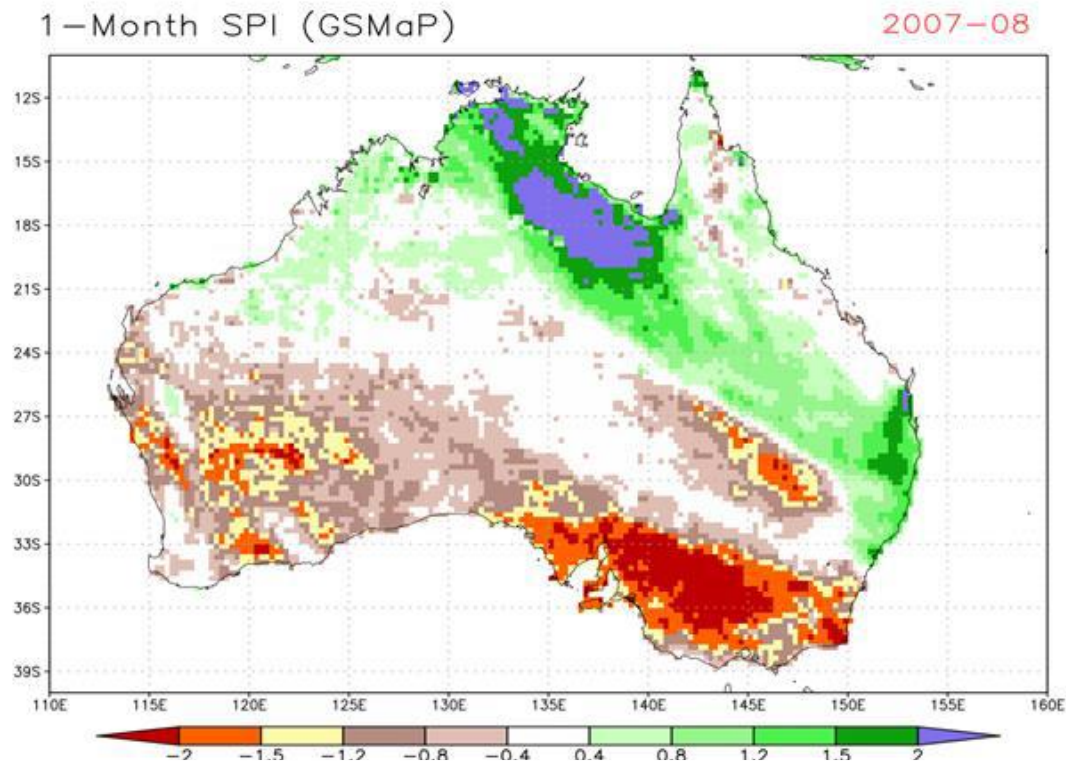 1-Month SPI (GSMaP)
2007-08
12S
15S
18S
21S
24S
27S
30S
33S
36S
39S
110E 115E 120E 125E 130E 135E 140E 145E 150E 155E 160E
-2 -1.5 -1.2 -0.8 -0.4 0.4 0.8 1.2 1.5 2